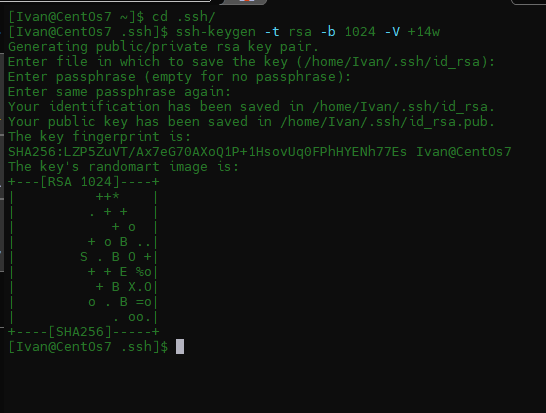 [Ivan@CentOs7 ~]$ cd .ssh/
[Ivan@CentOs7 .ssh]$ ssh-keygen -t rsa -b 1024 -V +14w
Generating public/private rsa key pair.
Enter file in which to save the key (/home/Ivan/.ssh/id_rsa):
Enter passphrase (empty for no passphrase):
Enter same passphrase again:
Your identification has been saved in /home/Ivan/.ssh/id_rsa.
Your public key has been saved in /home/Ivan/.ssh/id_rsa.pub.
The key fingerprint is:
SHA256:LZP5ZuVT/Ax7eG70AXoQ1P+1HsovUq0FPhHYENh77Es Ivan@CentOs7
The key's randomart image is:
+---[RSA 1024]----+
|          ++*    |
|         . + +   |
|            + o  |
|         + o B ..|
|        S . B O +|
|         + + E %o|
|          + B X.O|
|         o . B =o|
|            . oo.|
+----[SHA256]-----+
[Ivan@CentOs7 .ssh]$